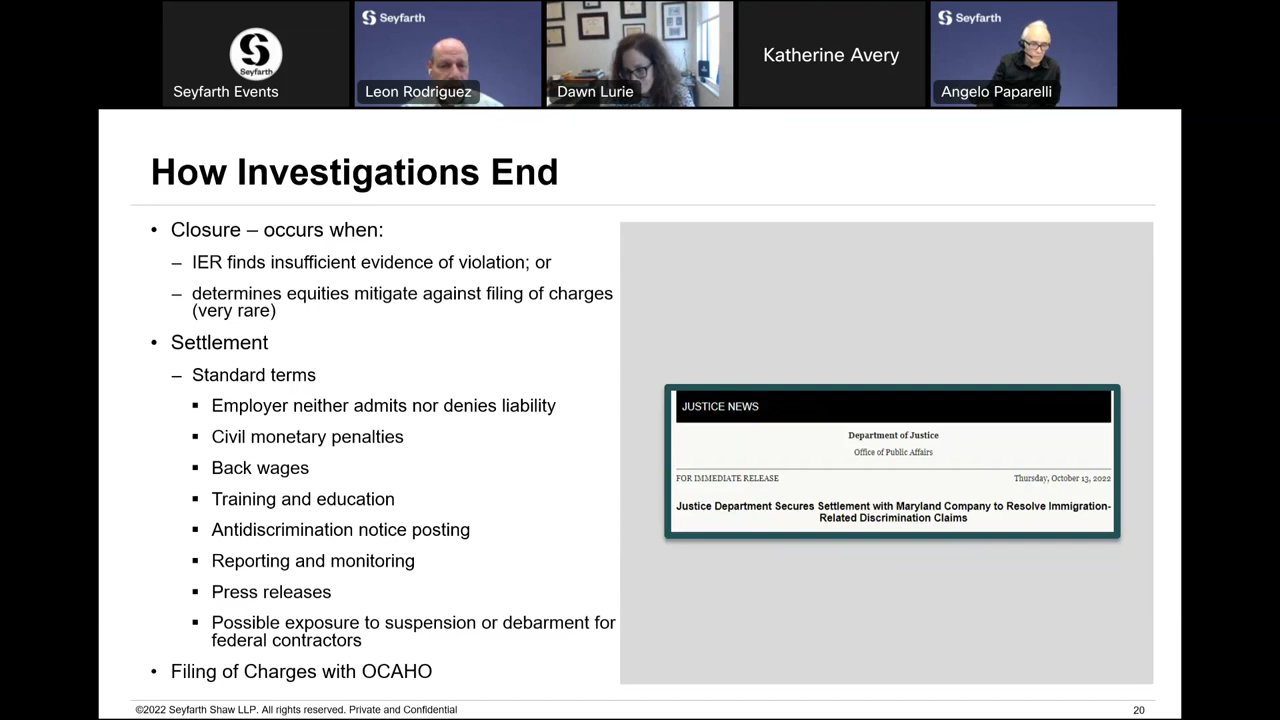 Seyfarth
Seyfarth Events
Seyfarth
Leon Rodriguez
Dawn Lurie
Katherine Avery
Seyfarth
Angelo Paparelli
How Investigations End
• Closure – occurs when:
– IER finds insufficient evidence of violation; or
– determines equities mitigate against filing of charges
(very rare)
• Settlement
– Standard terms
▪ Employer neither admits nor denies liability
▪ Civil monetary penalties
▪ Back wages
▪ Training and education
▪ Antidiscrimination notice posting
▪ Reporting and monitoring
▪ Press releases
▪ Possible exposure to suspension or debarment for
federal contractors
• Filing of Charges with OCAHO
JUSTICE NEWS
Department of Justice
Office of Public Affairs
FOR IMMEDIATE RELEASE Thursday, October 13, 2022
Justice Department Secures Settlement with Maryland Company to Resolve Immigration-
Related Discrimination Claims
©2022 Seyfarth Shaw LLP. All rights reserved. Private and Confidential
20